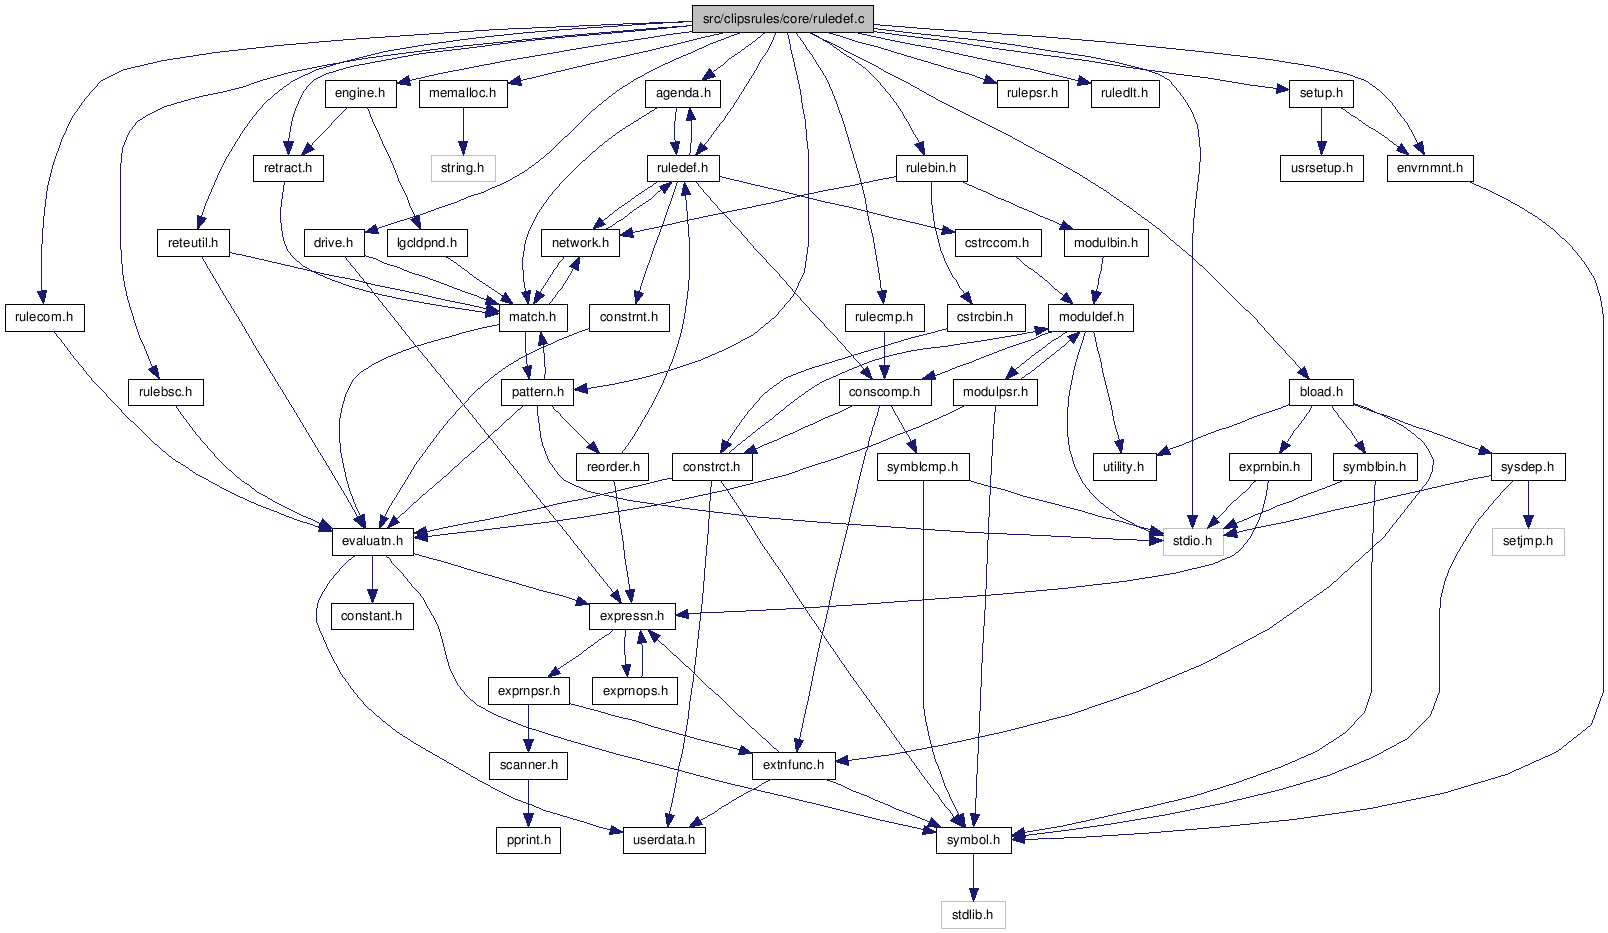 src/clipsrules/core/ruledef.c
engine.h
memalloc.h
agenda.h
rulepsr.h
ruledlt.h
setup.h
retract.h
string.h
ruledef.h
rulebin.h
usrsetup.h
envrnmnt.h
reteutil.h
drive.h
lgcldpnd.h
network.h
cstrccom.h
modulbin.h
rulecom.h
match.h
constrnt.h
rulecmp.h
cstrcbin.h
moduldef.h
rulebsc.h
pattern.h
conscomp.h
modulpsr.h
bload.h
reorder.h
constrct.h
symblcmp.h
utility.h
exprnbin.h
symblbin.h
sysdep.h
evaluatn.h
stdio.h
setjmp.h
constant.h
expressn.h
exprnpsr.h
exprnops.h
scanner.h
extnfunc.h
pprint.h
userdata.h
symbol.h
stdlib.h